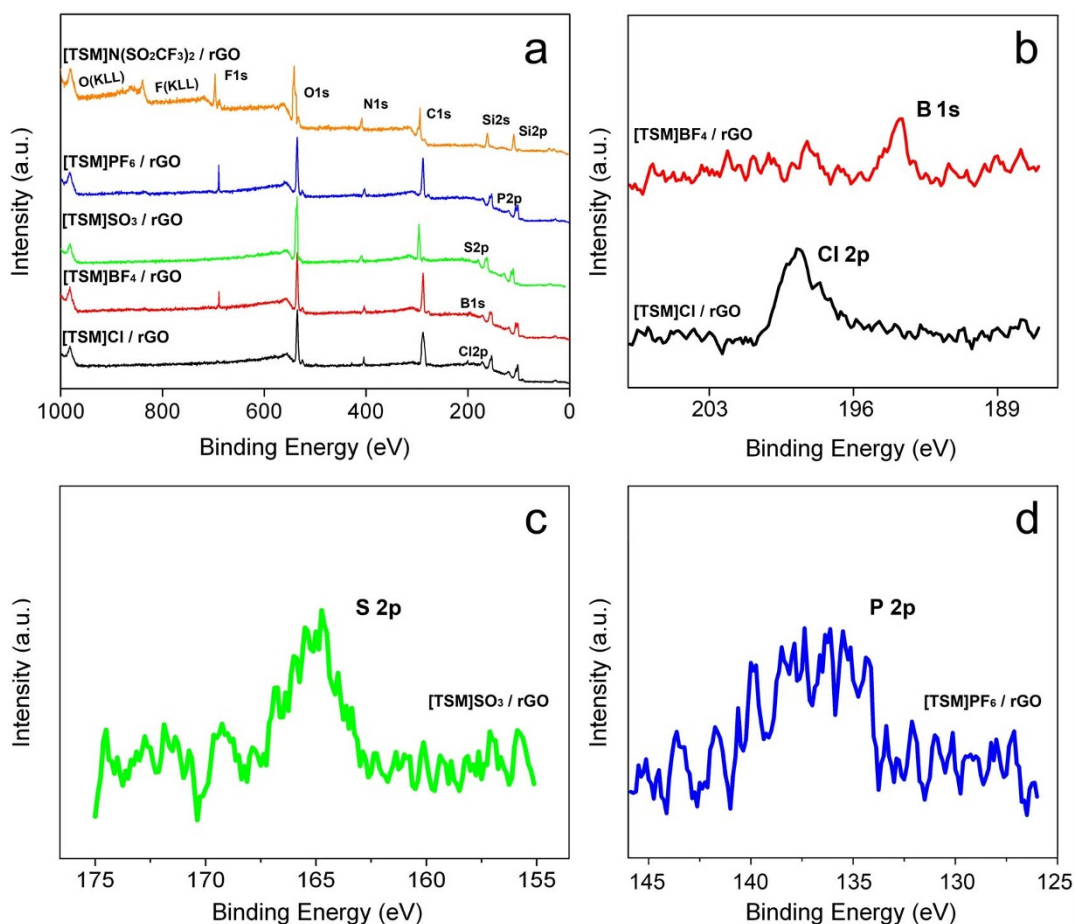 a
[TSM]N(SO₂CF₃)₂ / rGO
O(KLL)
F(KLL)
F1s
O1s
N1s
C1s
Si2s
Si2p
[TSM]PF₆ / rGO
P2p
[TSM]SO₃ / rGO
S2p
[TSM]BF₄ / rGO
B1s
[TSM]Cl / rGO
Cl2p
Intensity (a.u.)
1000 800 600 400 200 0
Binding Energy (eV)
b
B 1s
[TSM]BF₄ / rGO
Cl 2p
[TSM]Cl / rGO
Intensity (a.u.)
203 196 189
Binding Energy (eV)
c
S 2p
[TSM]SO₃ / rGO
Intensity (a.u.)
175 170 165 160 155
Binding Energy (eV)
d
P 2p
[TSM]PF₆ / rGO
Intensity (a.u.)
145 140 135 130 125
Binding Energy (eV)